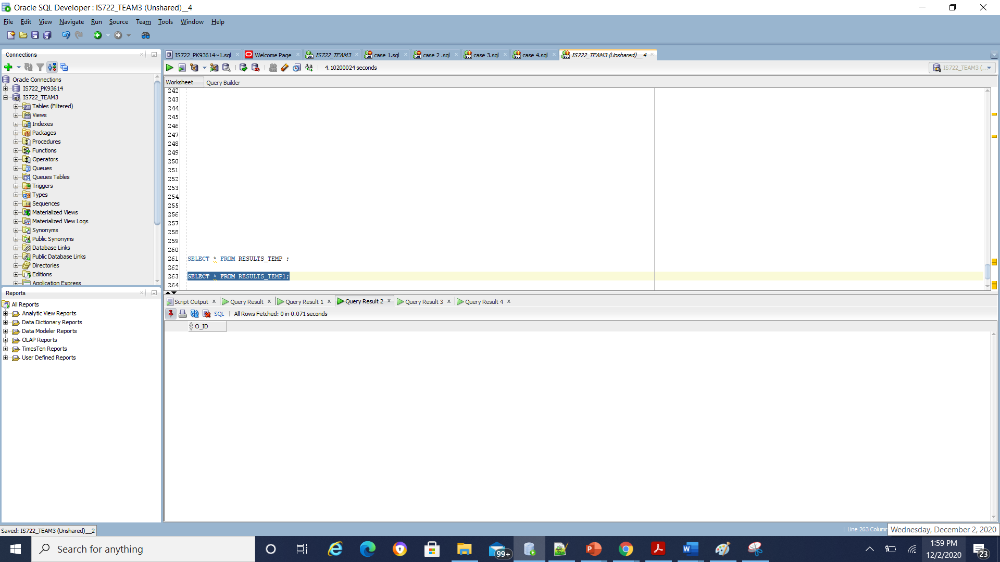 Oracle SQL Developer : IS722_TEAM3 (Unshared)__4
File Edit View Navigate Run Source Team Tools Window Help
Connections
Oracle Connections
IS722_PK93614
IS722_TEAM3
Tables (Filtered)
Views
Indexes
Packages
Procedures
Functions
Operators
Queues
Queues Tables
Triggers
Types
Sequences
Materialized Views
Materialized View Logs
Synonyms
Public Synonyms
Database Links
Public Database Links
Directories
Editions
Application Express
Reports
All Reports
Analytic View Reports
Data Dictionary Reports
Data Modeler Reports
OLAP Reports
TimesTen Reports
User Defined Reports
IS722_PK93614~1.sql Welcome Page IS722_TEAM3 case 1.sql case 2 .sql case 3.sql case 4.sql IS722_TEAM3 (Unshared)__4
4.10200024 seconds
IS722_TEAM3 (...
Worksheet Query Builder
242
243
244
245
246
247
248
249
250
251
252
253
254
255
256
257
258
259
260
261 SELECT * FROM RESULTS_TEMP ;
262
263 SELECT * FROM RESULTS_TEMP1;
264
Script Output x Query Result x Query Result 1 x Query Result 2 x Query Result 3 x Query Result 4 x
SQL All Rows Fetched: 0 in 0.071 seconds
O_ID
Saved: IS722_TEAM3 (Unshared)__2
Line 263 Column
Wednesday, December 2, 2020
Search for anything
99+
1:59 PM
12/2/2020
23